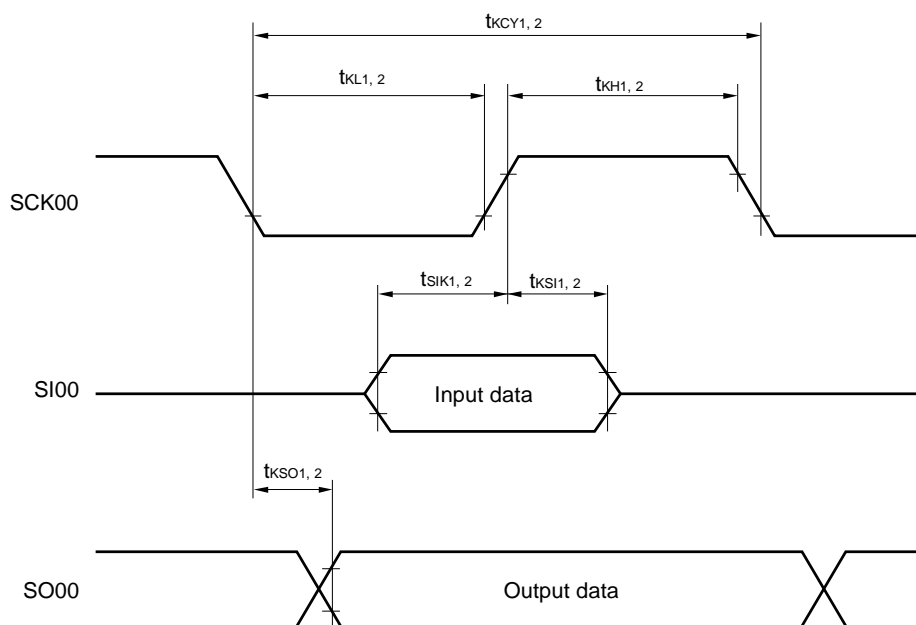 tKCY1, 2
tKL1, 2
tKH1, 2
SCK00
tSIK1, 2
tKSI1, 2
SI00
Input data
tKSO1, 2
SO00
Output data